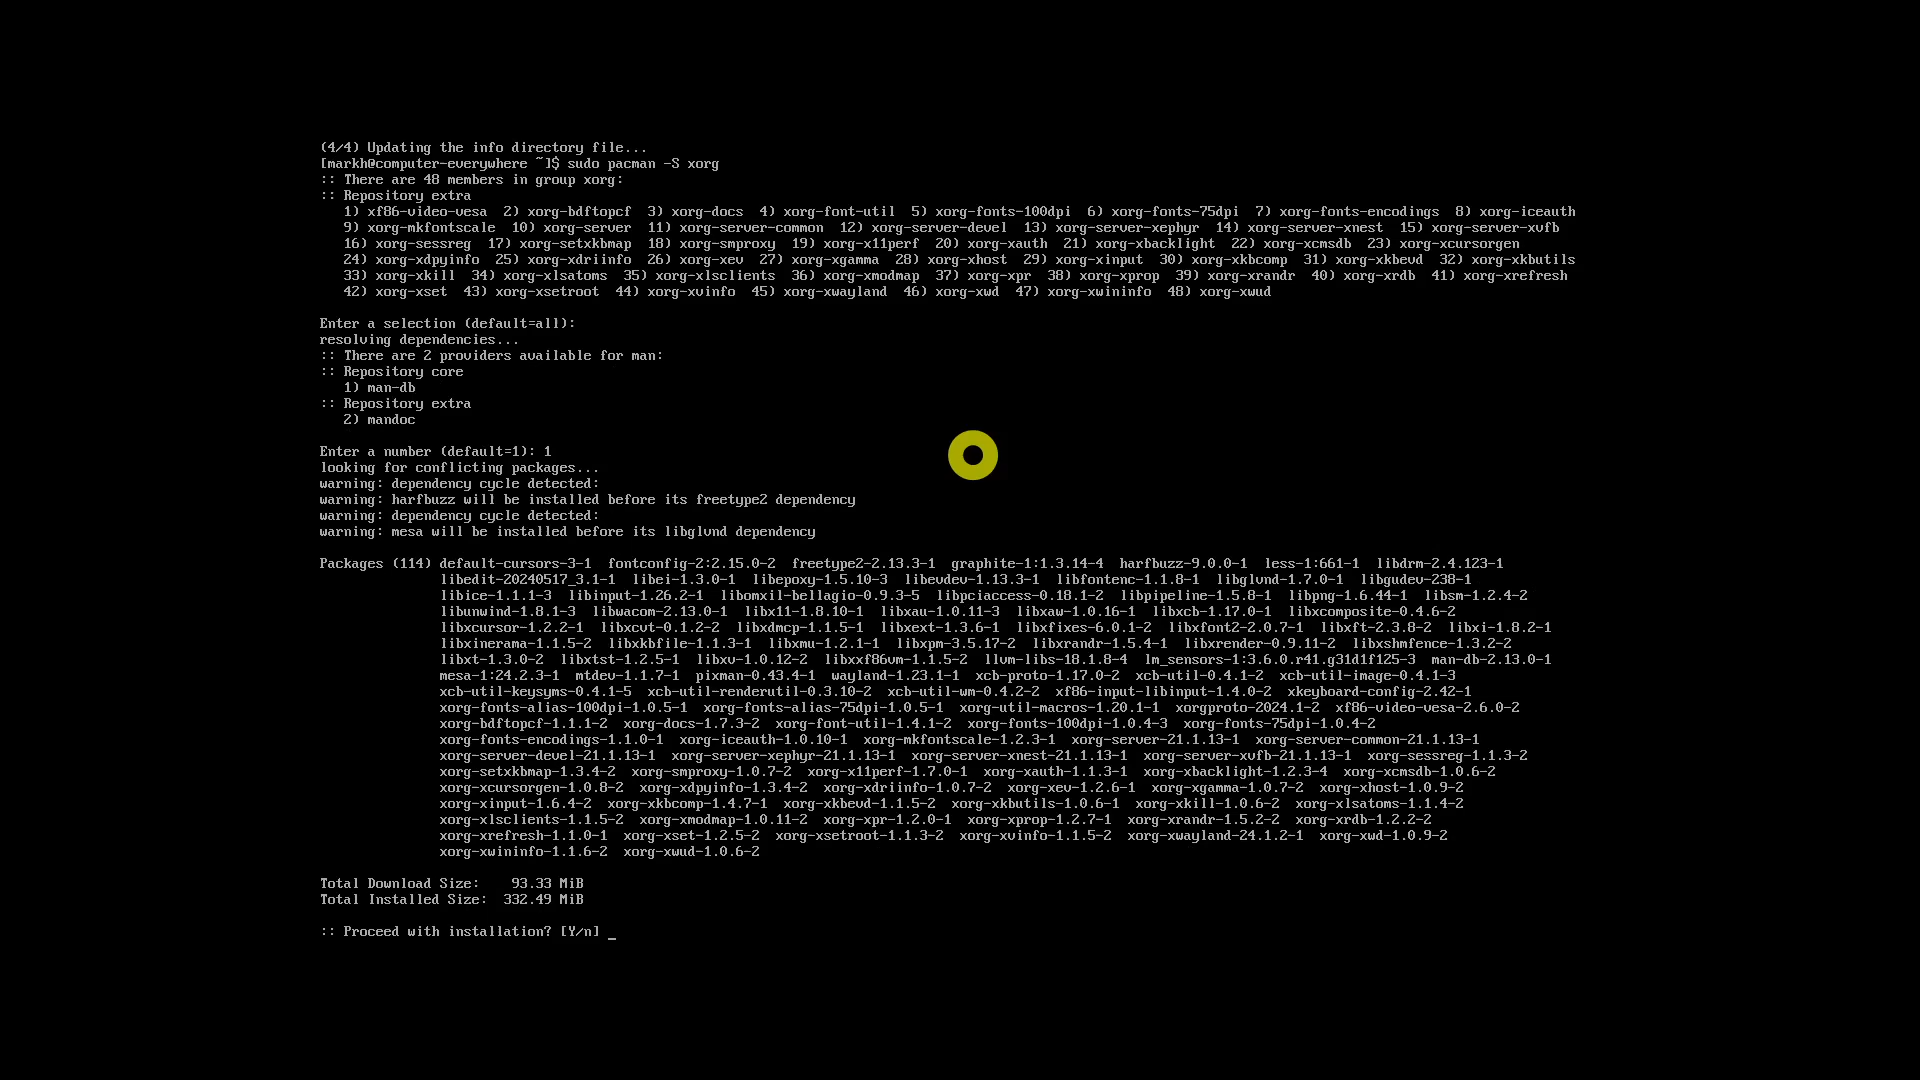 (4/4) Updating the info directory file...
[markh@computer-everywhere ~]$ sudo pacman -S xorg
:: There are 48 members in group xorg:
:: Repository extra
   1) xf86-video-vesa  2) xorg-bdftopcf  3) xorg-docs  4) xorg-font-util  5) xorg-fonts-100dpi  6) xorg-fonts-75dpi  7) xorg-fonts-encodings  8) xorg-iceauth
   9) xorg-mkfontscale  10) xorg-server  11) xorg-server-common  12) xorg-server-devel  13) xorg-server-xephyr  14) xorg-server-xnest  15) xorg-server-xvfb
   16) xorg-sessreg  17) xorg-setxkbmap  18) xorg-smproxy  19) xorg-x11perf  20) xorg-xauth  21) xorg-xbacklight  22) xorg-xcmsdb  23) xorg-xcursorgen
   24) xorg-xdpyinfo  25) xorg-xdriinfo  26) xorg-xev  27) xorg-xgamma  28) xorg-xhost  29) xorg-xinput  30) xorg-xkbcomp  31) xorg-xkbevd  32) xorg-xkbutils
   33) xorg-xkill  34) xorg-xlsatoms  35) xorg-xlsclients  36) xorg-xmodmap  37) xorg-xpr  38) xorg-xprop  39) xorg-xrandr  40) xorg-xrdb  41) xorg-xrefresh
   42) xorg-xset  43) xorg-xsetroot  44) xorg-xvinfo  45) xorg-xwayland  46) xorg-xwd  47) xorg-xwininfo  48) xorg-xwud

Enter a selection (default=all):
resolving dependencies...
:: There are 2 providers available for man:
:: Repository core
   1) man-db
:: Repository extra
   2) mandoc

Enter a number (default=1): 1
looking for conflicting packages...
warning: dependency cycle detected:
warning: harfbuzz will be installed before its freetype2 dependency
warning: dependency cycle detected:
warning: mesa will be installed before its libglvnd dependency

Packages (114) default-cursors-3-1  fontconfig-2:2.15.0-2  freetype2-2.13.3-1  graphite-1:1.3.14-4  harfbuzz-9.0.0-1  less-1:661-1  libdrm-2.4.123-1
               libedit-20240517_3.1-1  libei-1.3.0-1  libepoxy-1.5.10-3  libevdev-1.13.3-1  libfontenc-1.1.8-1  libglvnd-1.7.0-1  libgudev-238-1
               libice-1.1.1-3  libinput-1.26.2-1  libomxil-bellagio-0.9.3-5  libpciaccess-0.18.1-2  libpipeline-1.5.8-1  libpng-1.6.44-1  libsm-1.2.4-2
               libunwind-1.8.1-3  libwacom-2.13.0-1  libx11-1.8.10-1  libxau-1.0.11-3  libxaw-1.0.16-1  libxcb-1.17.0-1  libxcomposite-0.4.6-2
               libxcursor-1.2.2-1  libxcvt-0.1.2-2  libxdmcp-1.1.5-1  libxext-1.3.6-1  libxfixes-6.0.1-2  libxfont2-2.0.7-1  libxft-2.3.8-2  libxi-1.8.2-1
               libxinerama-1.1.5-2  libxkbfile-1.1.3-1  libxmu-1.2.1-1  libxpm-3.5.17-2  libxrandr-1.5.4-1  libxrender-0.9.11-2  libxshmfence-1.3.2-2
               libxt-1.3.0-2  libxtst-1.2.5-1  libxv-1.0.12-2  libxxf86vm-1.1.5-2  llvm-libs-18.1.8-4  lm_sensors-1:3.6.0.r41.g31d1f125-3  man-db-2.13.0-1
               mesa-1:24.2.3-1  mtdev-1.1.7-1  pixman-0.43.4-1  wayland-1.23.1-1  xcb-proto-1.17.0-2  xcb-util-0.4.1-2  xcb-util-image-0.4.1-3
               xcb-util-keysyms-0.4.1-5  xcb-util-renderutil-0.3.10-2  xcb-util-wm-0.4.2-2  xf86-input-libinput-1.4.0-2  xkeyboard-config-2.42-1
               xorg-fonts-alias-100dpi-1.0.5-1  xorg-fonts-alias-75dpi-1.0.5-1  xorg-util-macros-1.20.1-1  xorgproto-2024.1-2  xf86-video-vesa-2.6.0-2
               xorg-bdftopcf-1.1.1-2  xorg-docs-1.7.3-2  xorg-font-util-1.4.1-2  xorg-fonts-100dpi-1.0.4-3  xorg-fonts-75dpi-1.0.4-2
               xorg-fonts-encodings-1.1.0-1  xorg-iceauth-1.0.10-1  xorg-mkfontscale-1.2.3-1  xorg-server-21.1.13-1  xorg-server-common-21.1.13-1
               xorg-server-devel-21.1.13-1  xorg-server-xephyr-21.1.13-1  xorg-server-xnest-21.1.13-1  xorg-server-xvfb-21.1.13-1  xorg-sessreg-1.1.3-2
               xorg-setxkbmap-1.3.4-2  xorg-smproxy-1.0.7-2  xorg-x11perf-1.7.0-1  xorg-xauth-1.1.3-1  xorg-xbacklight-1.2.3-4  xorg-xcmsdb-1.0.6-2
               xorg-xcursorgen-1.0.8-2  xorg-xdpyinfo-1.3.4-2  xorg-xdriinfo-1.0.7-2  xorg-xev-1.2.6-1  xorg-xgamma-1.0.7-2  xorg-xhost-1.0.9-2
               xorg-xinput-1.6.4-2  xorg-xkbcomp-1.4.7-1  xorg-xkbevd-1.1.5-2  xorg-xkbutils-1.0.6-1  xorg-xkill-1.0.6-2  xorg-xlsatoms-1.1.4-2
               xorg-xlsclients-1.1.5-2  xorg-xmodmap-1.0.11-2  xorg-xpr-1.2.0-1  xorg-xprop-1.2.7-1  xorg-xrandr-1.5.2-2  xorg-xrdb-1.2.2-2
               xorg-xrefresh-1.1.0-1  xorg-xset-1.2.5-2  xorg-xsetroot-1.1.3-2  xorg-xvinfo-1.1.5-2  xorg-xwayland-24.1.2-1  xorg-xwd-1.0.9-2
               xorg-xwininfo-1.1.6-2  xorg-xwud-1.0.6-2

Total Download Size:    93.33 MiB
Total Installed Size:  332.49 MiB

:: Proceed with installation? [Y/n] _